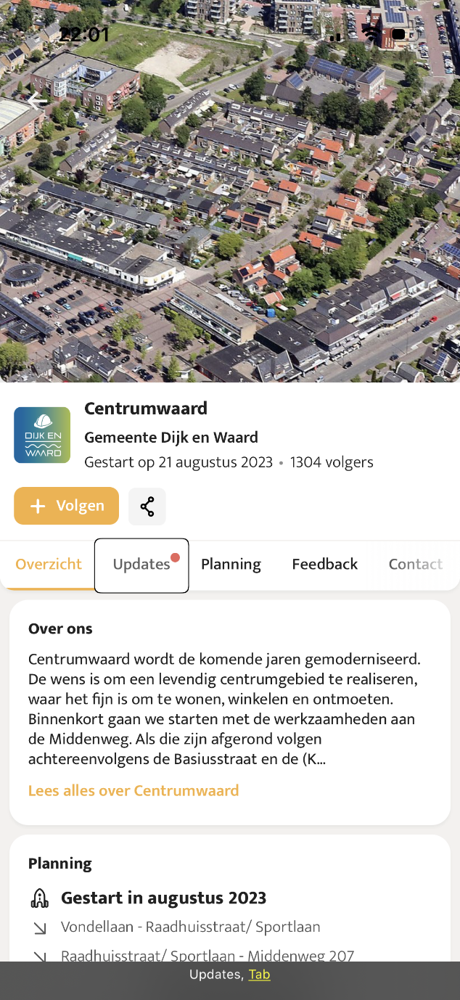 22:01
Centrumwaard
DIJK EN
WAARD
Gemeente Dijk en Waard
Gestart op 21 augustus 2023 • 1304 volgers
Volgen
Overzicht Updates Planning Feedback Contact
Over ons
Centrumwaard wordt de komende jaren gemoderniseerd.
De wens is om een levendig centrumgebied te realiseren,
waar het fijn is om te wonen, winkelen en ontmoeten.
Binnenkort gaan we starten met de werkzaamheden aan
de Middenweg. Als die zijn afgerond volgen
achtereenvolgens de Basiusstraat en de (K...
Lees alles over Centrumwaard
Planning
Gestart in augustus 2023
Vondellaan - Raadhuisstraat/ Sportlaan
Raadhuisstraat/ Sportlaan - Middenweg 207
Updates, Tab